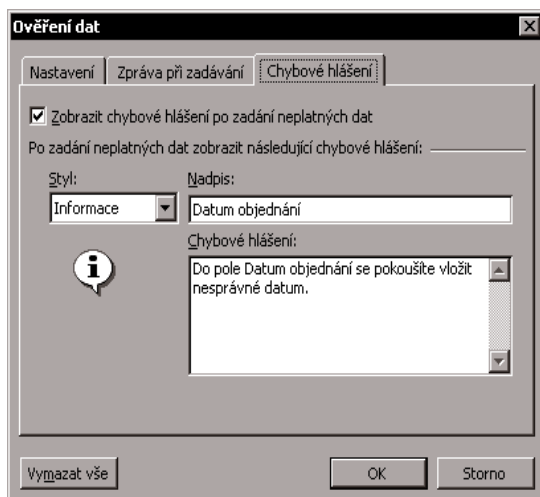 Ověření dat
Nastavení
Zpráva při zadávání
Chybové hlášení
Zobrazit chybové hlášení po zadání neplatných dat
Po zadání neplatných dat zobrazit následující chybové hlášení:
Styl:
Nadpis:
Informace
Datum objednání
Chybové hlášení:
Do pole Datum objednání se pokoušíte vložit
nesprávné datum.
Vymazat vše
OK
Storno